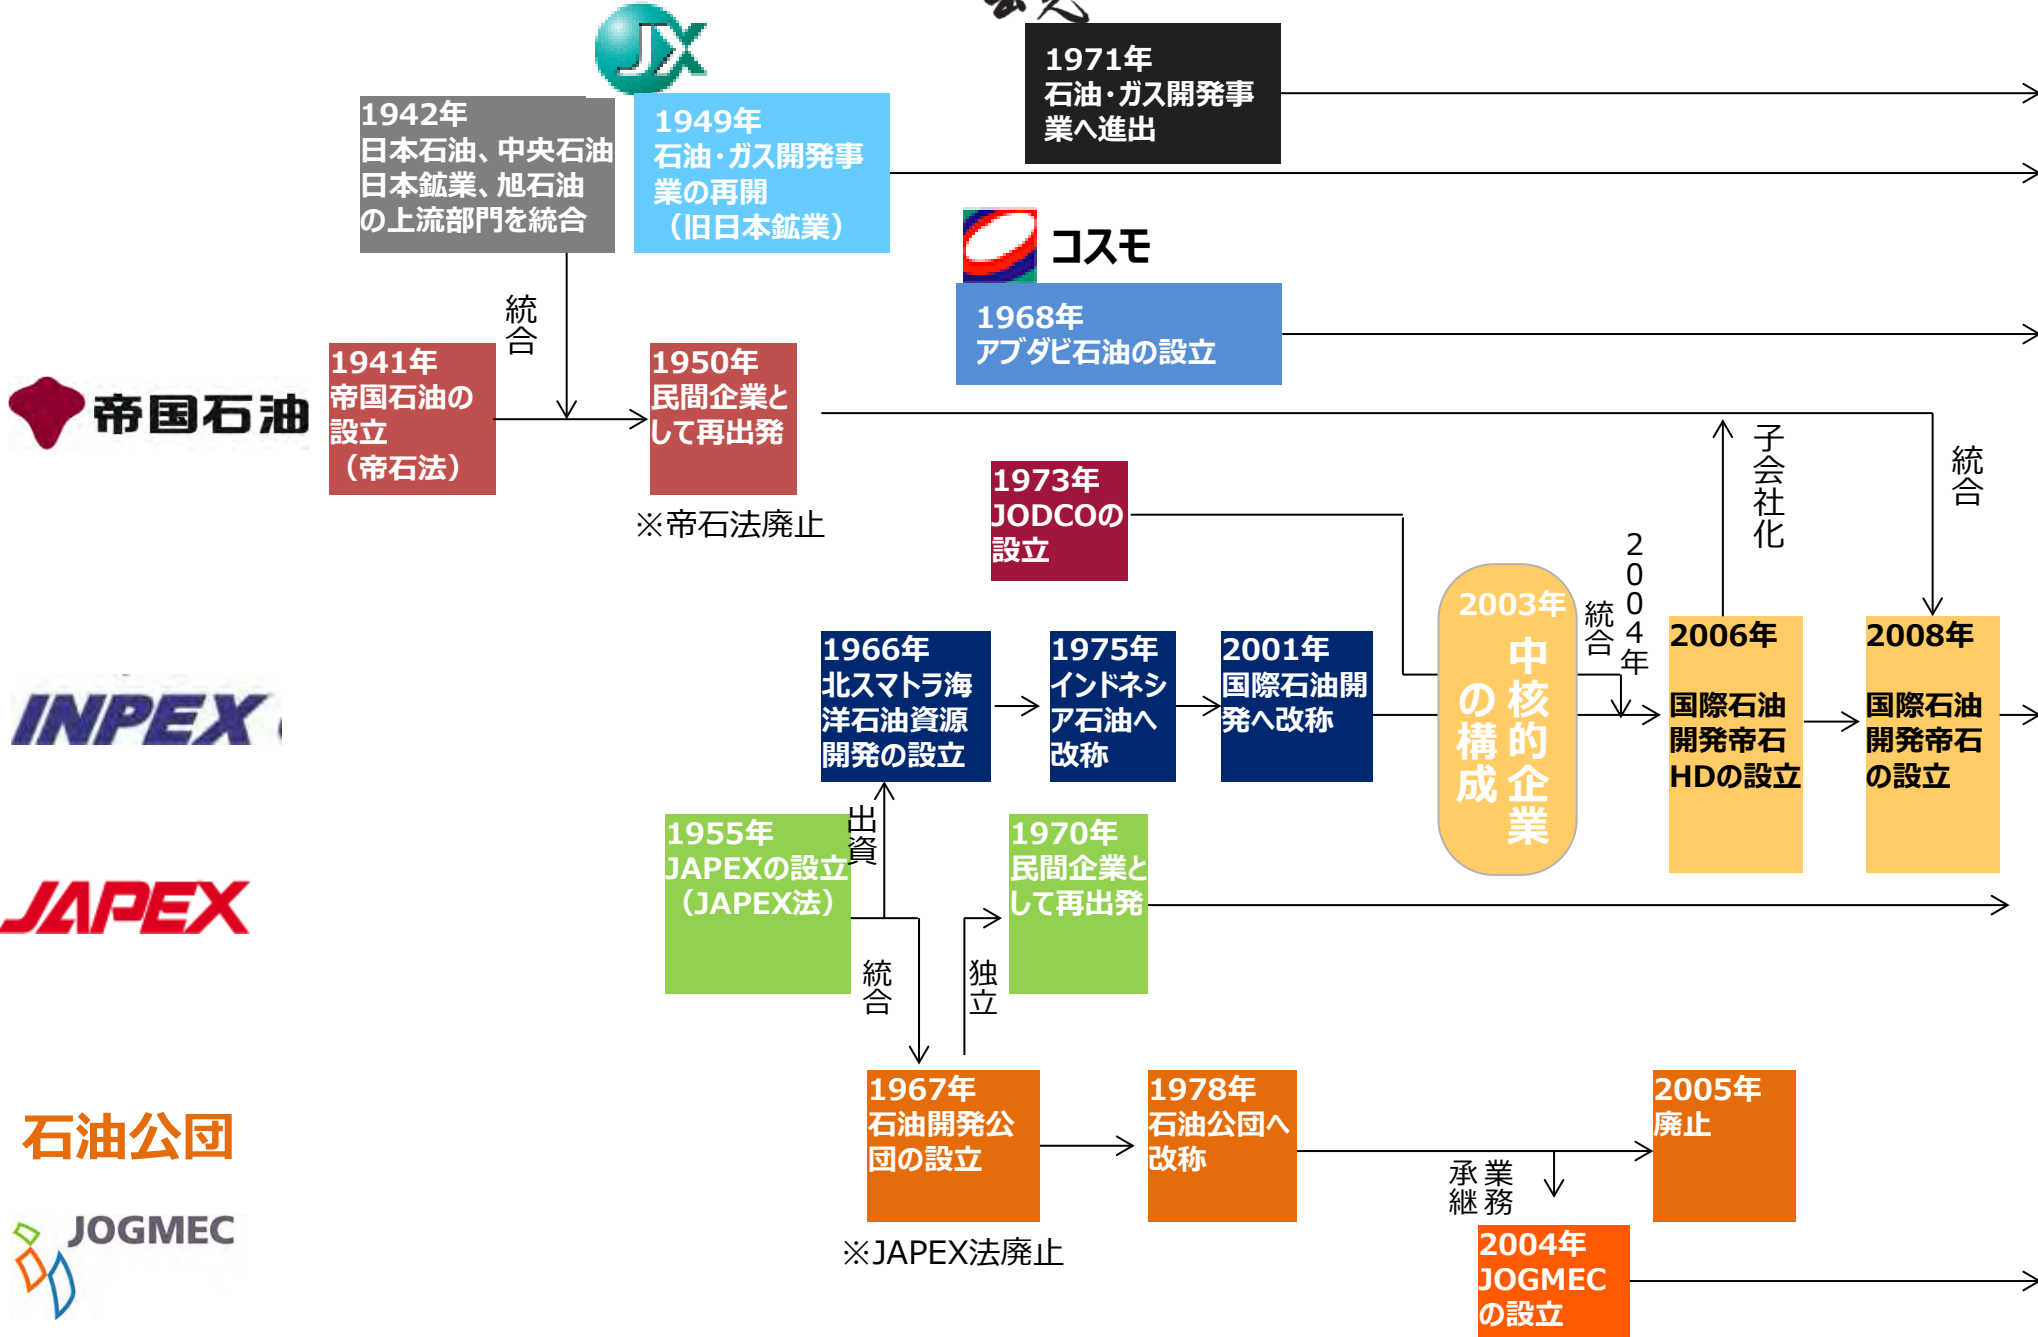 JX
1971年
石油・ガス開発事
業へ進出
1942年
日本石油、中央石油
日本鉱業、旭石油
の上流部門を統合
1949年
石油・ガス開発事
業の再開
（旧日本鉱業）
コスモ
1968年
アブダビ石油の設立
統合
帝国石油
1941年
帝国石油の
設立
（帝石法）
1950年
民間企業と
して再出発
※帝石法廃止
子会社化
統合
1973年
JODCOの
設立
2003年
中核的企業
の構成
2004年
統合
INPEX
1966年
北スマトラ海
洋石油資源
開発の設立
1975年
インドネシ
ア石油へ
改称
2001年
国際石油開
発へ改称
2006年
国際石油
開発帝石
HDの設立
2008年
国際石油
開発帝石
の設立
出資
JAPEX
1955年
JAPEXの設立
（JAPEX法）
1970年
民間企業と
して再出発
統合
独立
石油公団
1967年
石油開発公
団の設立
1978年
石油公団へ
改称
2005年
廃止
業務
承継
※JAPEX法廃止
JOGMEC
2004年
JOGMEC
の設立